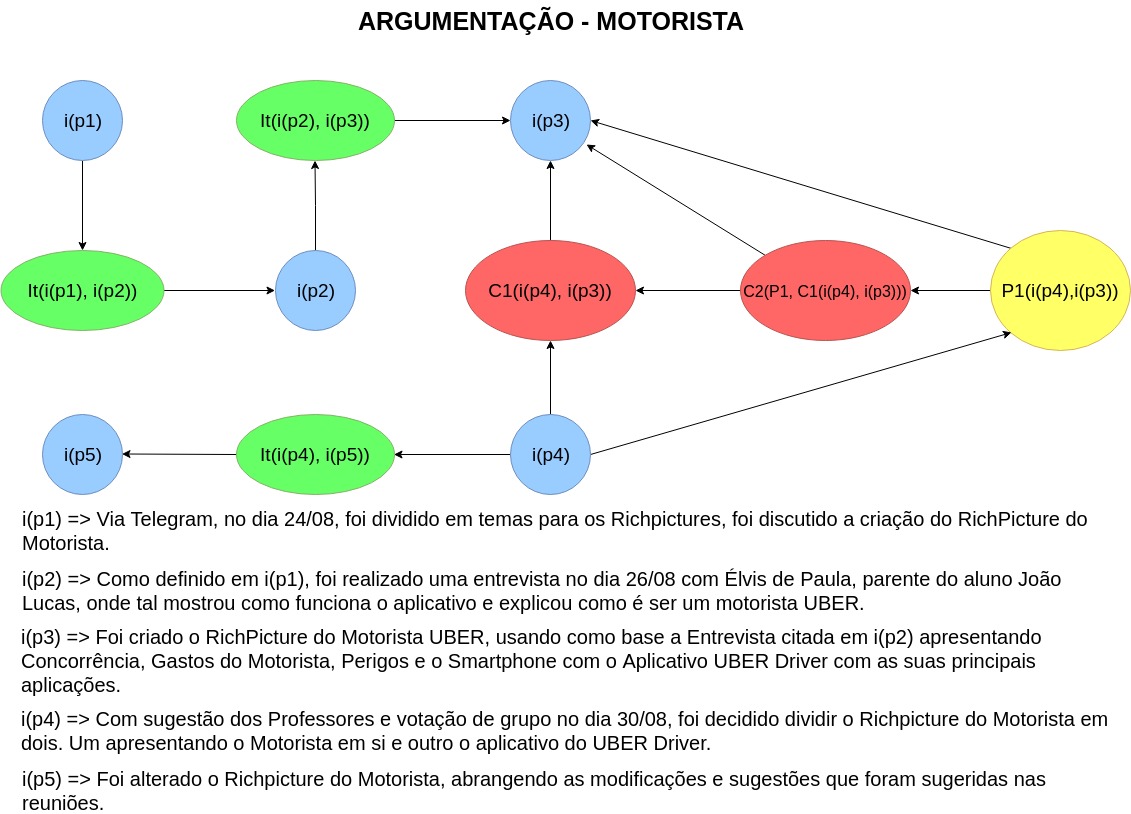 ARGUMENTAÇÃO - MOTORISTA
i(p1)
It(i(p2), i(p3))
i(p3)
It(i(p1), i(p2))
i(p2)
C1(i(p4), i(p3))
C2(P1, C1(i(p4), i(p3)))
P1(i(p4),i(p3))
i(p5)
It(i(p4), i(p5))
i(p4)
i(p1) => Via Telegram, no dia 24/08, foi dividido em temas para os Richpictures, foi discutido a criação do RichPicture do
Motorista.
i(p2) => Como definido em i(p1), foi realizado uma entrevista no dia 26/08 com Élvis de Paula, parente do aluno João
Lucas, onde tal mostrou como funciona o aplicativo e explicou como é ser um motorista UBER.
i(p3) => Foi criado o RichPicture do Motorista UBER, usando como base a Entrevista citada em i(p2) apresentando
Concorrência, Gastos do Motorista, Perigos e o Smartphone com o Aplicativo UBER Driver com as suas principais
aplicações.
i(p4) => Com sugestão dos Professores e votação de grupo no dia 30/08, foi decidido dividir o Richpicture do Motorista em
dois. Um apresentando o Motorista em si e outro o aplicativo do UBER Driver.
i(p5) => Foi alterado o Richpicture do Motorista, abrangendo as modificações e sugestões que foram sugeridas nas
reuniões.